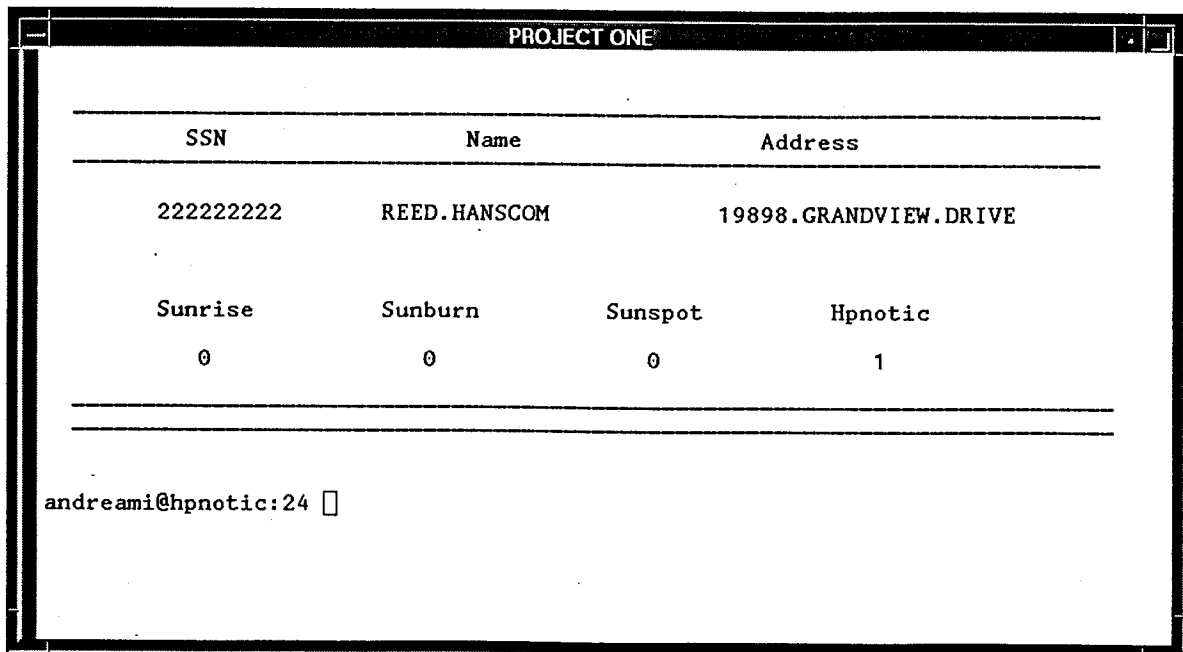 PROJECT ONE
SSN Name Address
222222222 REED.HANSCOM 19898.GRANDVIEW.DRIVE
Sunrise Sunburn Sunspot Hpnotic
0 0 0 1
andreami@hpnotic:24